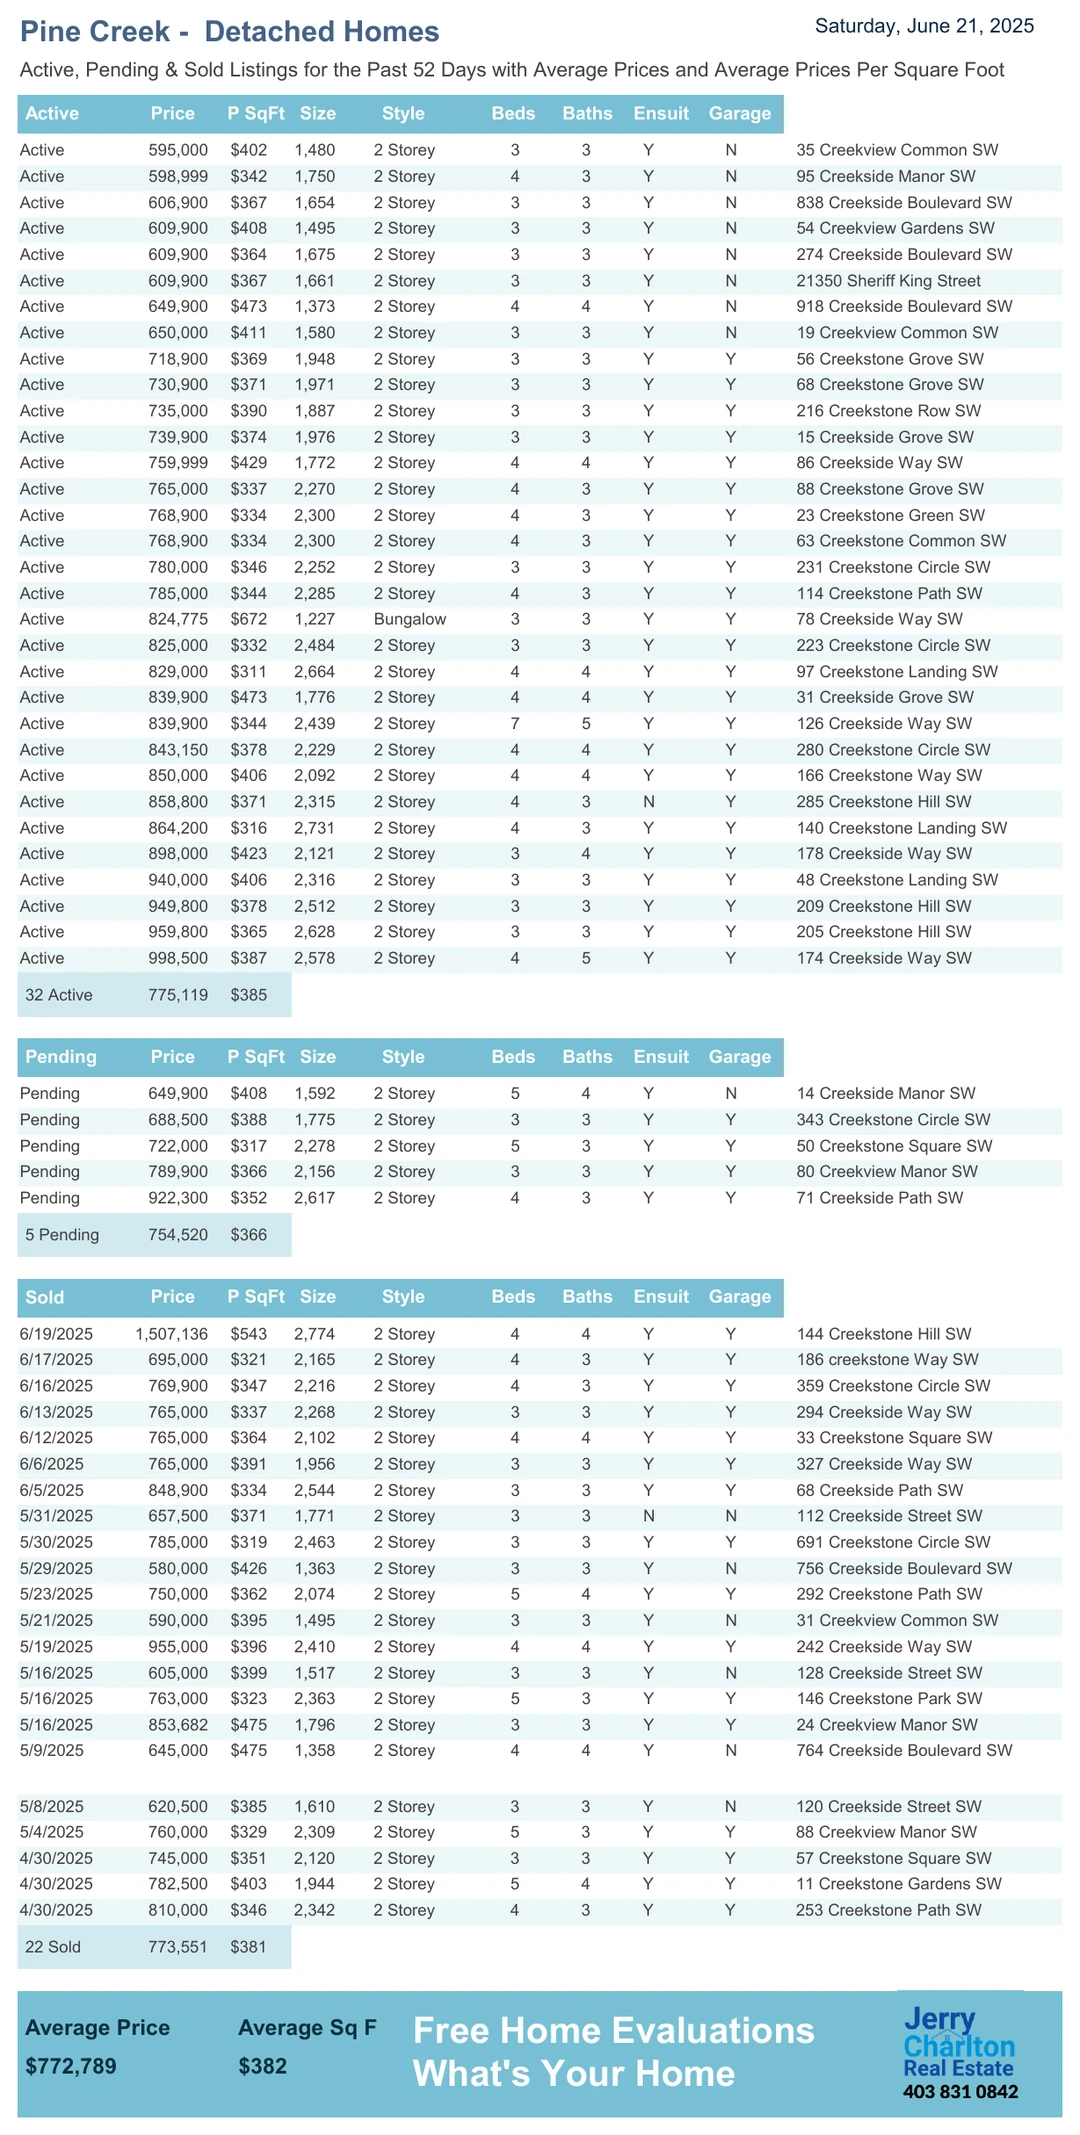 Pine Creek - Detached Homes
Saturday, June 21, 2025
Active, Pending & Sold Listings for the Past 52 Days with Average Prices and Average Prices Per Square Foot
Active Price P SqFt Size Style Beds Baths Ensuit Garage
Active 595,000 $402 1,480 2 Storey 3 3 Y N 35 Creekview Common SW
Active 598,999 $342 1,750 2 Storey 4 3 Y N 95 Creekside Manor SW
Active 606,900 $367 1,654 2 Storey 3 3 Y N 838 Creekside Boulevard SW
Active 609,900 $408 1,495 2 Storey 3 3 Y N 54 Creekview Gardens SW
Active 609,900 $364 1,675 2 Storey 3 3 Y N 274 Creekside Boulevard SW
Active 609,900 $367 1,661 2 Storey 3 3 Y N 21350 Sheriff King Street
Active 649,900 $473 1,373 2 Storey 4 4 Y N 918 Creekside Boulevard SW
Active 650,000 $411 1,580 2 Storey 3 3 Y N 19 Creekview Common SW
Active 718,900 $369 1,948 2 Storey 3 3 Y Y 56 Creekstone Grove SW
Active 730,900 $371 1,971 2 Storey 3 3 Y Y 68 Creekstone Grove SW
Active 735,000 $390 1,887 2 Storey 3 3 Y Y 216 Creekstone Row SW
Active 739,900 $374 1,976 2 Storey 3 3 Y Y 15 Creekside Grove SW
Active 759,999 $429 1,772 2 Storey 4 4 Y Y 86 Creekside Way SW
Active 765,000 $337 2,270 2 Storey 4 3 Y Y 88 Creekstone Grove SW
Active 768,900 $334 2,300 2 Storey 4 3 Y Y 23 Creekstone Green SW
Active 768,900 $334 2,300 2 Storey 4 3 Y Y 63 Creekstone Common SW
Active 780,000 $346 2,252 2 Storey 3 3 Y Y 231 Creekstone Circle SW
Active 785,000 $344 2,285 2 Storey 4 3 Y Y 114 Creekstone Path SW
Active 824,775 $672 1,227 Bungalow 3 3 Y Y 78 Creekside Way SW
Active 825,000 $332 2,484 2 Storey 3 3 Y Y 223 Creekstone Circle SW
Active 829,000 $311 2,664 2 Storey 4 4 Y Y 97 Creekstone Landing SW
Active 839,900 $473 1,776 2 Storey 4 4 Y Y 31 Creekside Grove SW
Active 839,900 $344 2,439 2 Storey 7 5 Y Y 126 Creekside Way SW
Active 843,150 $378 2,229 2 Storey 4 4 Y Y 280 Creekstone Circle SW
Active 850,000 $406 2,092 2 Storey 4 4 Y Y 166 Creekstone Way SW
Active 858,800 $371 2,315 2 Storey 4 3 N Y 285 Creekstone Hill SW
Active 864,200 $316 2,731 2 Storey 4 3 Y Y 140 Creekstone Landing SW
Active 898,000 $423 2,121 2 Storey 3 4 Y Y 178 Creekside Way SW
Active 940,000 $406 2,316 2 Storey 3 3 Y Y 48 Creekstone Landing SW
Active 949,800 $378 2,512 2 Storey 3 3 Y Y 209 Creekstone Hill SW
Active 959,800 $365 2,628 2 Storey 3 3 Y Y 205 Creekstone Hill SW
Active 998,500 $387 2,578 2 Storey 4 5 Y Y 174 Creekside Way SW
32 Active 775,119 $385
Pending Price P SqFt Size Style Beds Baths Ensuit Garage
Pending 649,900 $408 1,592 2 Storey 5 4 Y N 14 Creekside Manor SW
Pending 688,500 $388 1,775 2 Storey 3 3 Y Y 343 Creekstone Circle SW
Pending 722,000 $317 2,278 2 Storey 5 3 Y Y 50 Creekstone Square SW
Pending 789,900 $366 2,156 2 Storey 3 3 Y Y 80 Creekview Manor SW
Pending 922,300 $352 2,617 2 Storey 4 3 Y Y 71 Creekside Path SW
5 Pending 754,520 $366
Sold Price P SqFt Size Style Beds Baths Ensuit Garage
6/19/2025 1,507,136 $543 2,774 2 Storey 4 4 Y Y 144 Creekstone Hill SW
6/17/2025 695,000 $321 2,165 2 Storey 4 3 Y Y 186 creekstone Way SW
6/16/2025 769,900 $347 2,216 2 Storey 4 3 Y Y 359 Creekstone Circle SW
6/13/2025 765,000 $337 2,268 2 Storey 3 3 Y Y 294 Creekside Way SW
6/12/2025 765,000 $364 2,102 2 Storey 4 4 Y Y 33 Creekstone Square SW
6/6/2025 765,000 $391 1,956 2 Storey 3 3 Y Y 327 Creekside Way SW
6/5/2025 848,900 $334 2,544 2 Storey 3 3 Y Y 68 Creekside Path SW
5/31/2025 657,500 $371 1,771 2 Storey 3 3 N N 112 Creekside Street SW
5/30/2025 785,000 $319 2,463 2 Storey 3 3 Y Y 691 Creekstone Circle SW
5/29/2025 580,000 $426 1,363 2 Storey 3 3 Y N 756 Creekside Boulevard SW
5/23/2025 750,000 $362 2,074 2 Storey 5 4 Y Y 292 Creekstone Path SW
5/21/2025 590,000 $395 1,495 2 Storey 3 3 Y N 31 Creekview Common SW
5/19/2025 955,000 $396 2,410 2 Storey 4 4 Y Y 242 Creekside Way SW
5/16/2025 605,000 $399 1,517 2 Storey 3 3 Y N 128 Creekside Street SW
5/16/2025 763,000 $323 2,363 2 Storey 5 3 Y Y 146 Creekstone Park SW
5/16/2025 853,682 $475 1,796 2 Storey 3 3 Y Y 24 Creekview Manor SW
5/9/2025 645,000 $475 1,358 2 Storey 4 4 Y N 764 Creekside Boulevard SW
5/8/2025 620,500 $385 1,610 2 Storey 3 3 Y N 120 Creekside Street SW
5/4/2025 760,000 $329 2,309 2 Storey 5 3 Y Y 88 Creekview Manor SW
4/30/2025 745,000 $351 2,120 2 Storey 3 3 Y Y 57 Creekstone Square SW
4/30/2025 782,500 $403 1,944 2 Storey 5 4 Y Y 11 Creekstone Gardens SW
4/30/2025 810,000 $346 2,342 2 Storey 4 3 Y Y 253 Creekstone Path SW
22 Sold 773,551 $381
Average Price Average Sq F
$772,789 $382
Free Home Evaluations
What's Your Home
Jerry
Charlton
Real Estate
403 831 0842